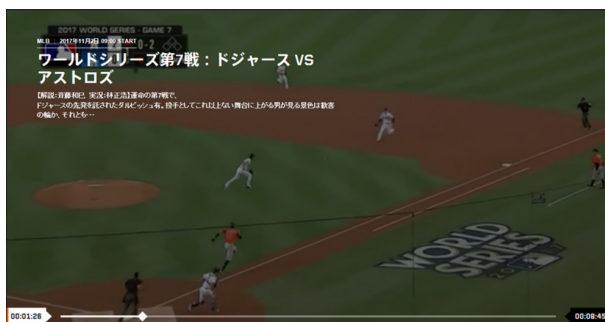 2017 WORLD SERIES - GAME 7
0-2
MLB 2017年11月2日 09:00 START
ワールドシリーズ第7戦：ドジャース VS
アストロズ
【解説:斉藤和巳 実況:林正浩】運命の第7戦で、
ドジャースの先発を託されたダルビッシュ有。投手としてこれ以上ない舞台に上がる男が見る景色は歓喜
の輪か、それとも…
WORLD
SERIES
00:01:26
00:08:45